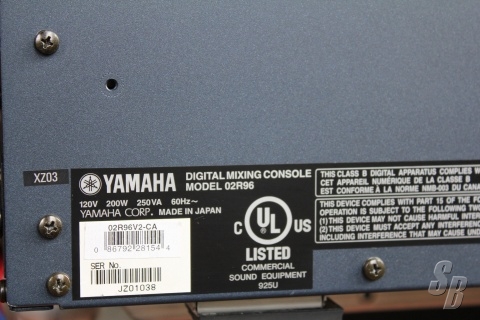 XZ03
YAMAHA
DIGITAL MIXING CONSOLE
MODEL 02R96
120V 200W 250VA 60Hz~
YAMAHA CORP. MADE IN JAPAN
02R96V2-CA
0 86792 28154 4
SER No
JZ01038
C UL US
®
LISTED
COMMERCIAL
SOUND EQUIPMENT
925U
THIS CLASS B DIGITAL APPARATUS COMPLIES W
CET APPAREIL NUMÉRIQUE DE LA CLASSE B
EST CONFORME À LA NORME NMB-003 DU CANA
THIS DEVICE COMPLIES WITH PART 15 OF THE FC
OPERATION IS SUBJECT TO THE FOLLOWING TWO
(1) THIS DEVICE MAY NOT CAUSE HARMFUL INTERF
(2) THIS DEVICE MUST ACCEPT ANY INTERFERENC
INCLUDING INTERFERENCE THAT MAY CAUSE UND
SB